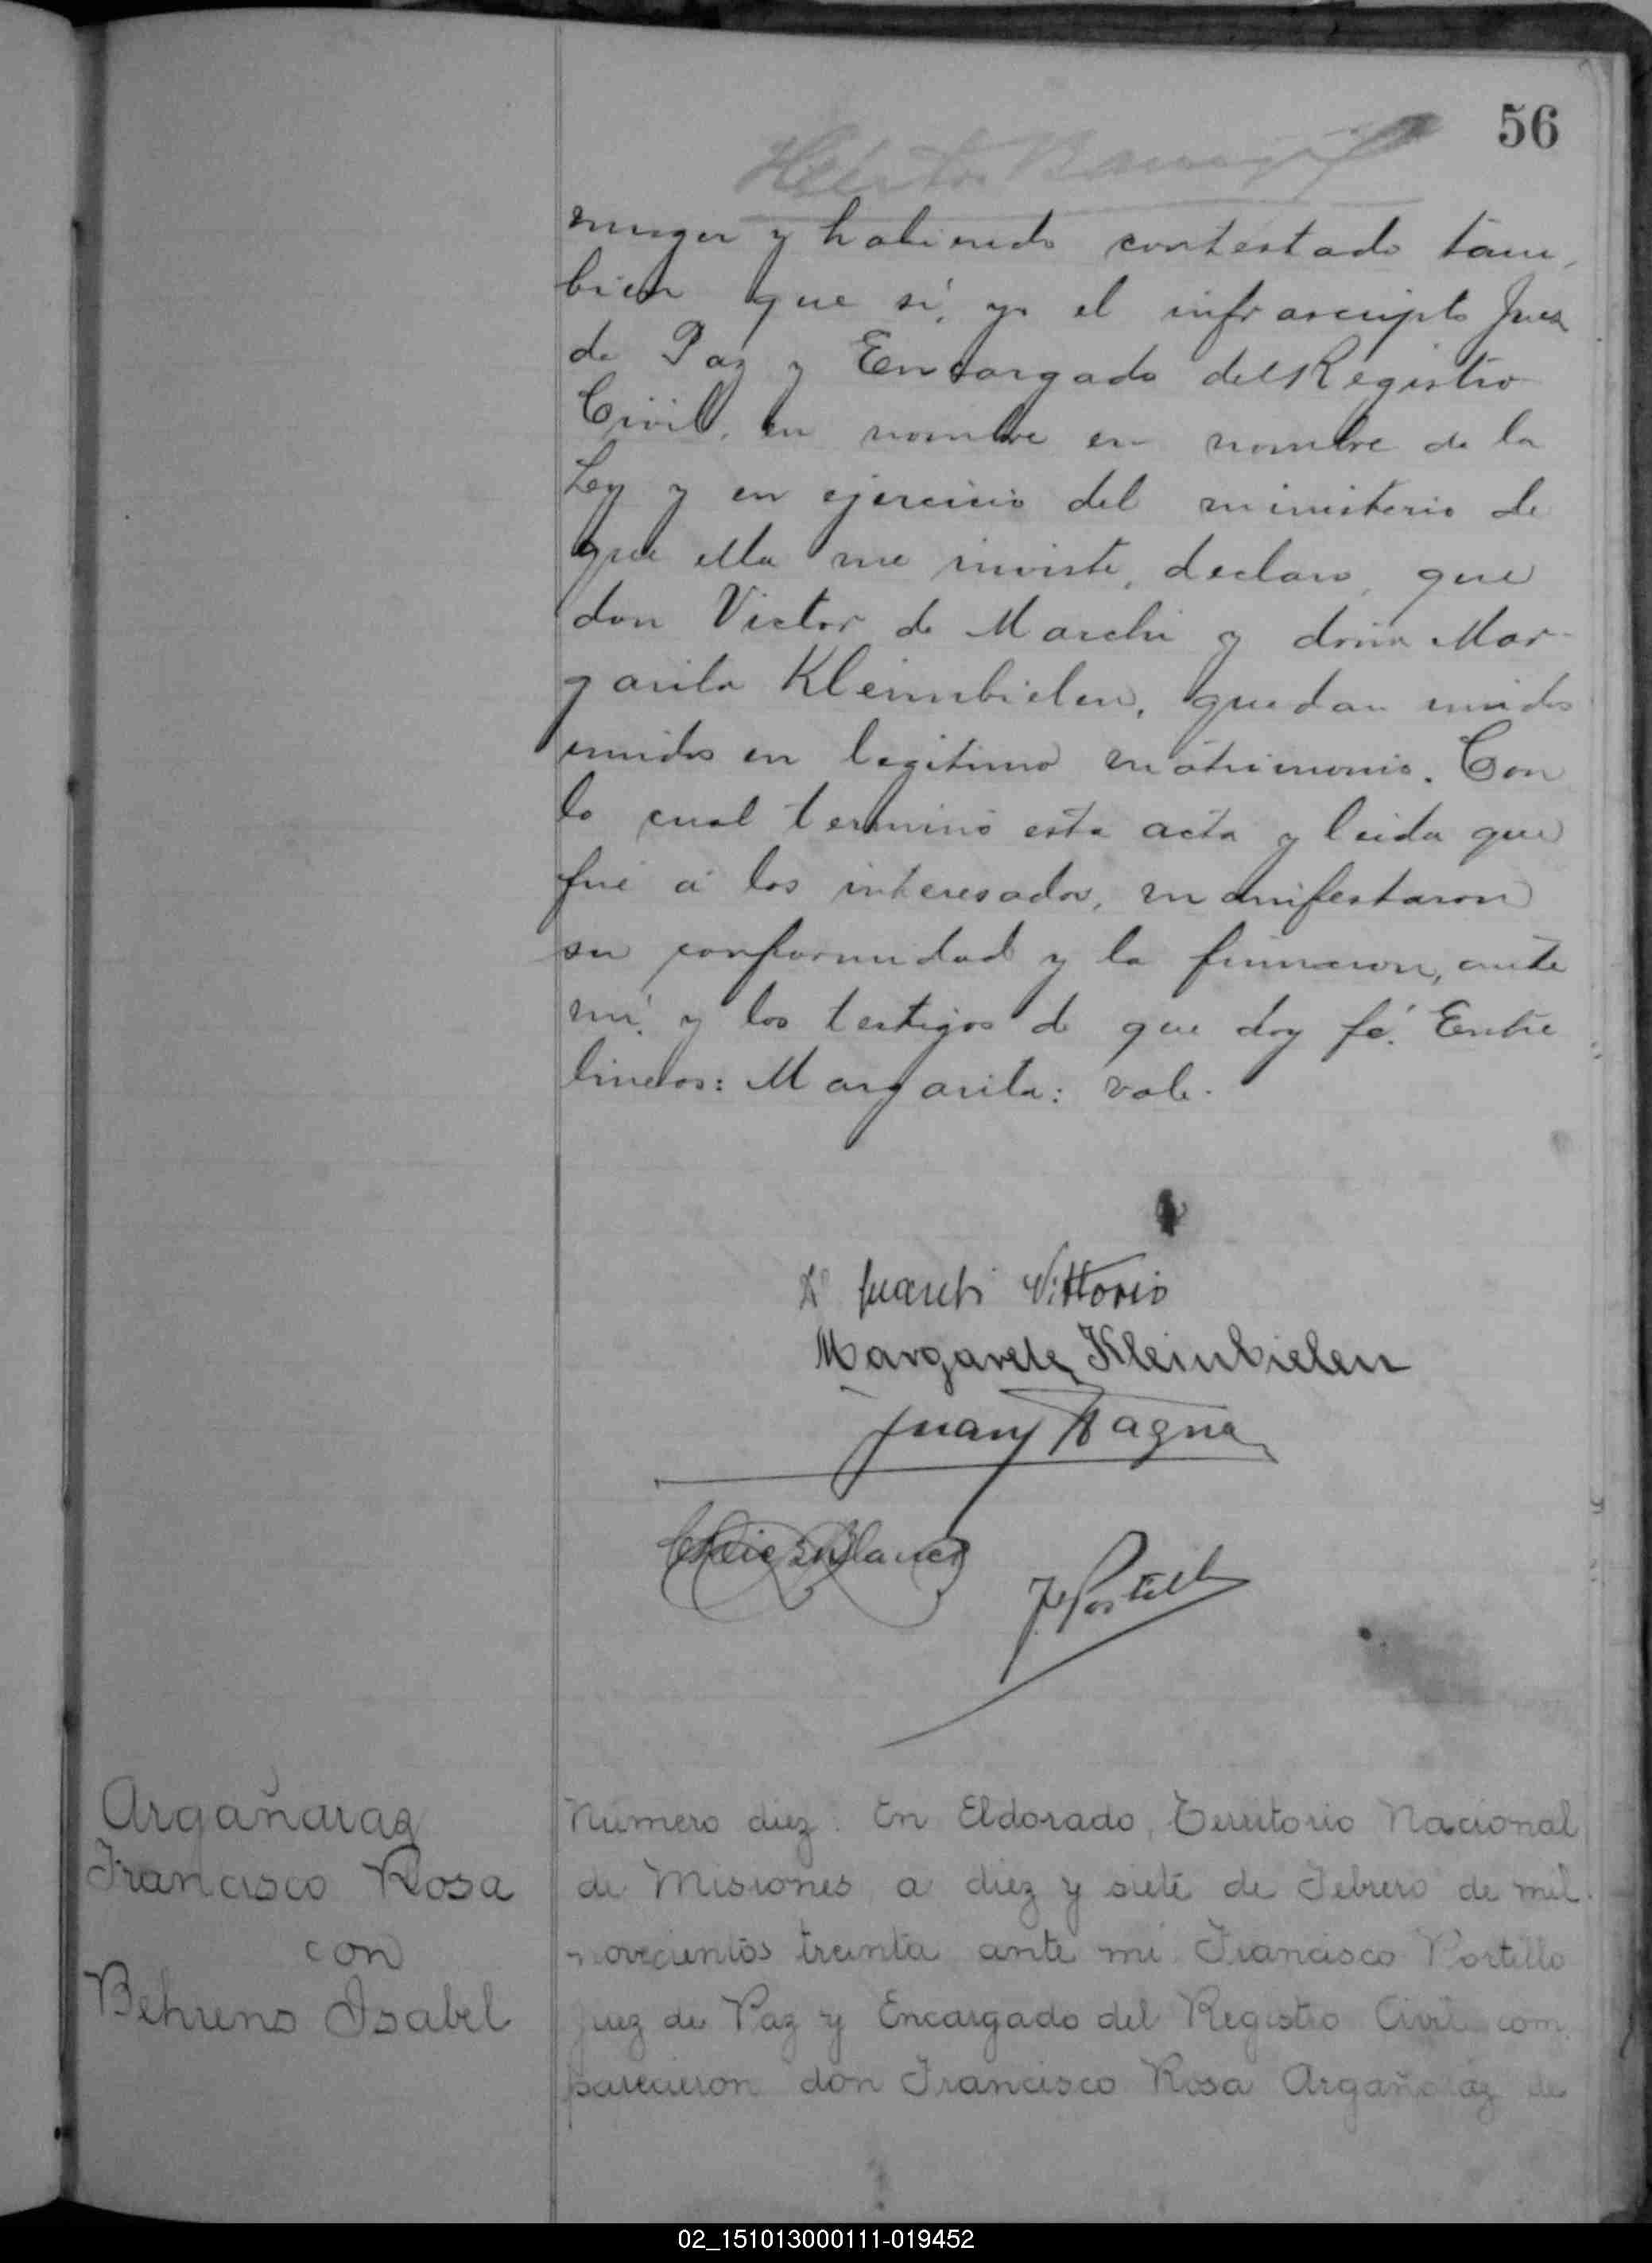 56
muger y habiendo contestado tam-
bien que sí, yo el infrascripto Juez
de Paz y Encargado del Registro
Civil, en nombre en nombre de la
Ley y en ejercicio del ministerio de
que ella me inviste, declaro, que
don Victor de Marchi y doña Mar-
garita Kleimbielen, quedan unidos
unidos en legitimo matrimonio. Con
lo cual terminó esta acta y leida que
fué á los interesados, manifestaron
su conformidad y la firmaron, ante
mí y los testigos de que doy fé. Entre
lineas: Margarita: vale.
Vittorio
Margarete Kleinbielen
Juan Wagner
J. Portillo
Argañaraz
Francisco Rosa
con
Behrens Isabel
Numero diez. En Eldorado, Territorio Nacional
de Misiones, a diez y siete de Febrero de mil
novecientos treinta ante mi Francisco Portillo
Juez de Paz y Encargado del Registro Civil com-
parecieron don Francisco Rosa Argañaraz de
02_151013000111-019452